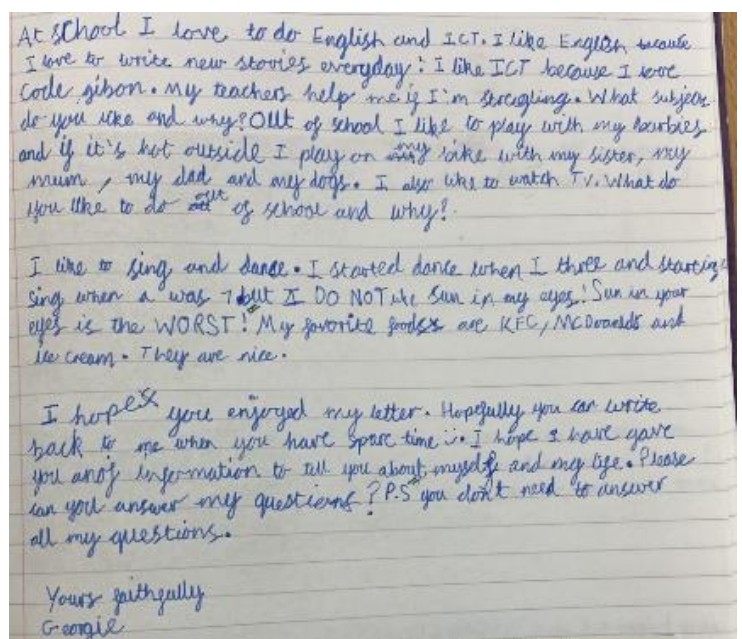 At school I love to do English and ICT. I like English because
I love to write new stories everyday! I like ICT because I love
code gibon. My teachers help me if I'm strugling. What subject
do you like and why? OUt of school I like to play with my barbies
and if it's hot outside I play on my bike with my sister, my
mum, my dad and my dogs. I also like to watch TV. What do
you like to do out of school and why?
I like to sing and dance. I started dance when I three and starting
sing when a was 7 but I DO NOT like sun in my eyes! Sun in your
eyes is the WORST! My favorite foods are KFC, McDonalds and
ice cream. They are nice.
I hope you enjoyed my letter. Hopefully you can write
back to me when you have spare time :). I hope I have gave
you anof information to tell you about myself and my life. Please
can you answer my questions? P.S you don't need to answer
all my questions.
Yours faithfully
Georgie